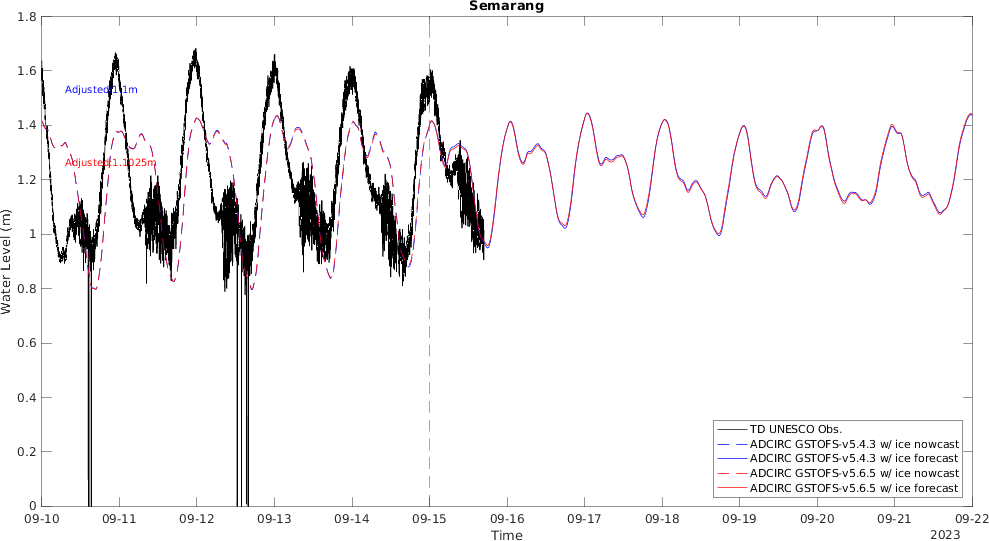 Semarang
Water Level (m)
1.8
1.6
1.4
1.2
1
0.8
0.6
0.4
0.2
0
Adjusted 1.1m
Adjusted 1.1025m
TD UNESCO Obs.
ADCIRC GSTOFS-v5.4.3 w/ ice nowcast
ADCIRC GSTOFS-v5.4.3 w/ ice forecast
ADCIRC GSTOFS-v5.6.5 w/ ice nowcast
ADCIRC GSTOFS-v5.6.5 w/ ice forecast
09-10 09-11 09-12 09-13 09-14 09-15 09-16 09-17 09-18 09-19 09-20 09-21 09-22
Time
2023